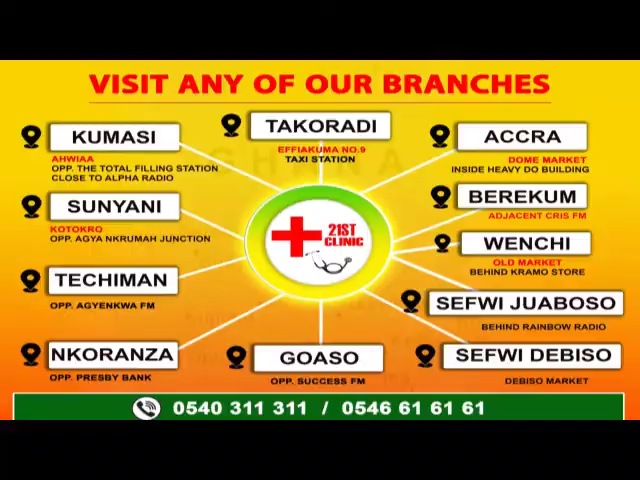 VISIT ANY OF OUR BRANCHES
KUMASI
AHWIAA
OPP. THE TOTAL FILLING STATION
CLOSE TO ALPHA RADIO
TAKORADI
EFFIAKUMA NO.9
TAXI STATION
ACCRA
DOME MARKET
INSIDE HEAVY DO BUILDING
SUNYANI
KOTOKRO
OPP. AGYA NKRUMAH JUNCTION
21ST
CLINIC
BEREKUM
ADJACENT CRIS FM
WENCHI
OLD MARKET
BEHIND KRAMO STORE
TECHIMAN
OPP. AGYENKWA FM
SEFWI JUABOSO
BEHIND RAINBOW RADIO
NKORANZA
OPP. PRESBY BANK
GOASO
OPP. SUCCESS FM
SEFWI DEBISO
DEBISO MARKET
0540 311 311 / 0546 61 61 61